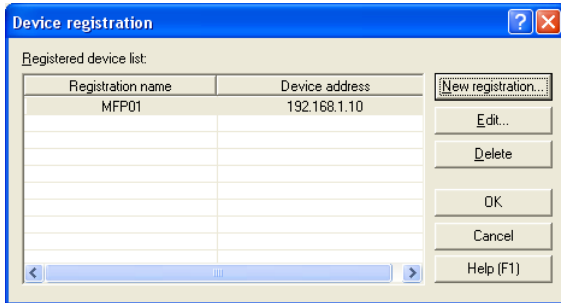 Device registration
Registered device list:
Registration name Device address
MFP01 192.168.1.10
New registration...
Edit...
Delete
OK
Cancel
Help (F1)